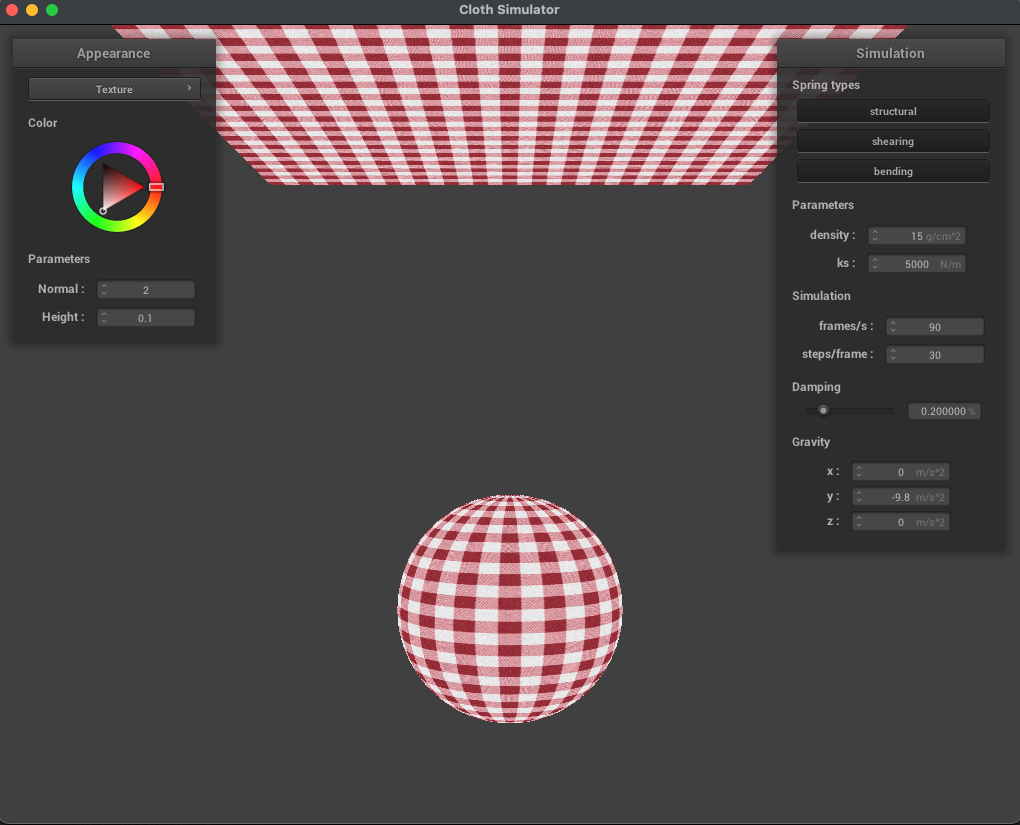 Cloth Simulator
Appearance
Texture
Color
Parameters
Normal : 2
Height : 0.1
Simulation
Spring types
structural
shearing
bending
Parameters
density : 15 g/cm^2
ks : 5000 N/m
Simulation
frames/s : 90
steps/frame : 30
Damping
0.200000 %
Gravity
x : 0 m/s^2
y : -9.8 m/s^2
z : 0 m/s^2